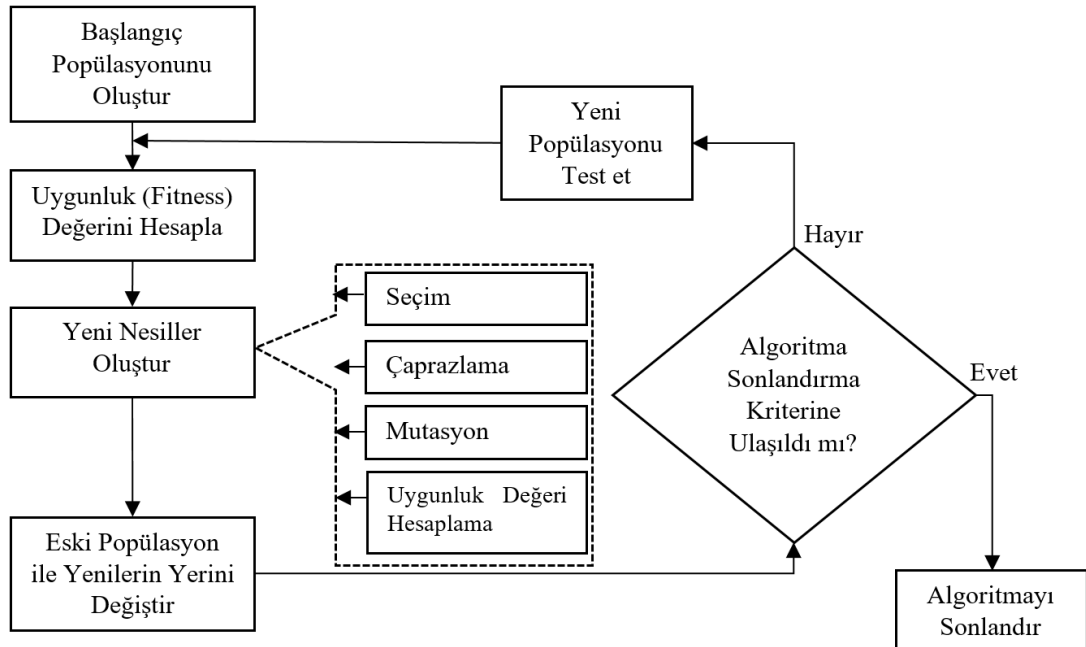 Başlangıç
Popülasyonunu
Oluştur
Yeni
Popülasyonu
Test et
Uygunluk (Fitness)
Değerini Hesapla
Hayır
Yeni Nesiller
Oluştur
Seçim
Çaprazlama
Mutasyon
Uygunluk Değeri
Hesaplama
Algoritma
Sonlandırma
Kriterine
Ulaşıldı mı?
Evet
Eski Popülasyon
ile Yenilerin Yerini
Değiştir
Algoritmayı
Sonlandır